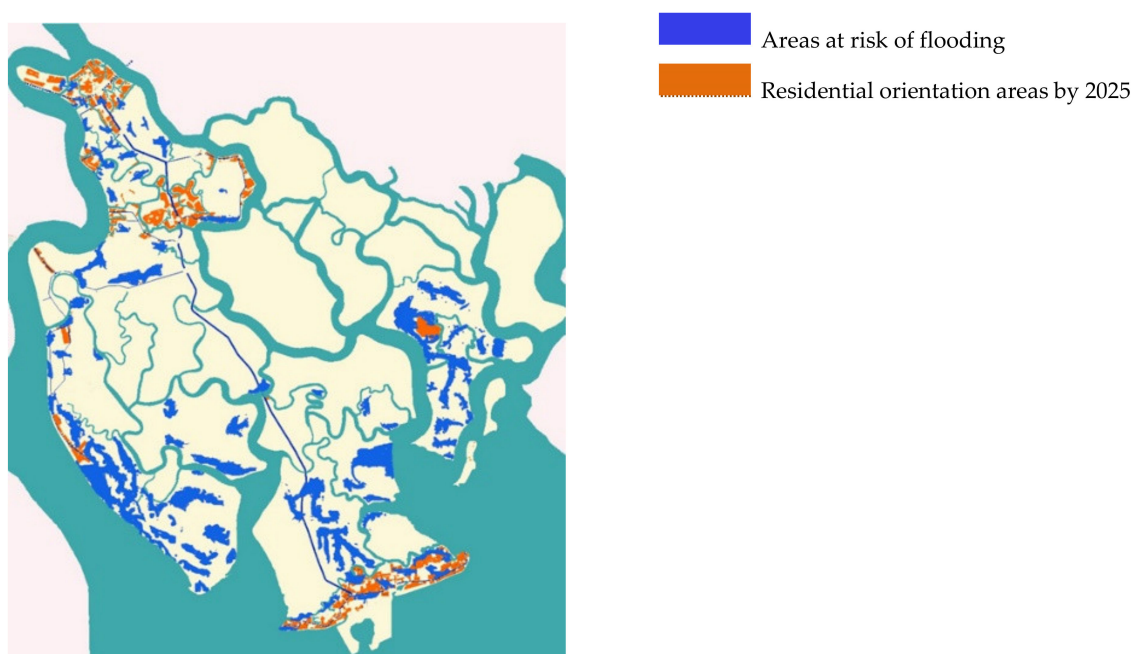 Areas at risk of flooding
Residential orientation areas by 2025